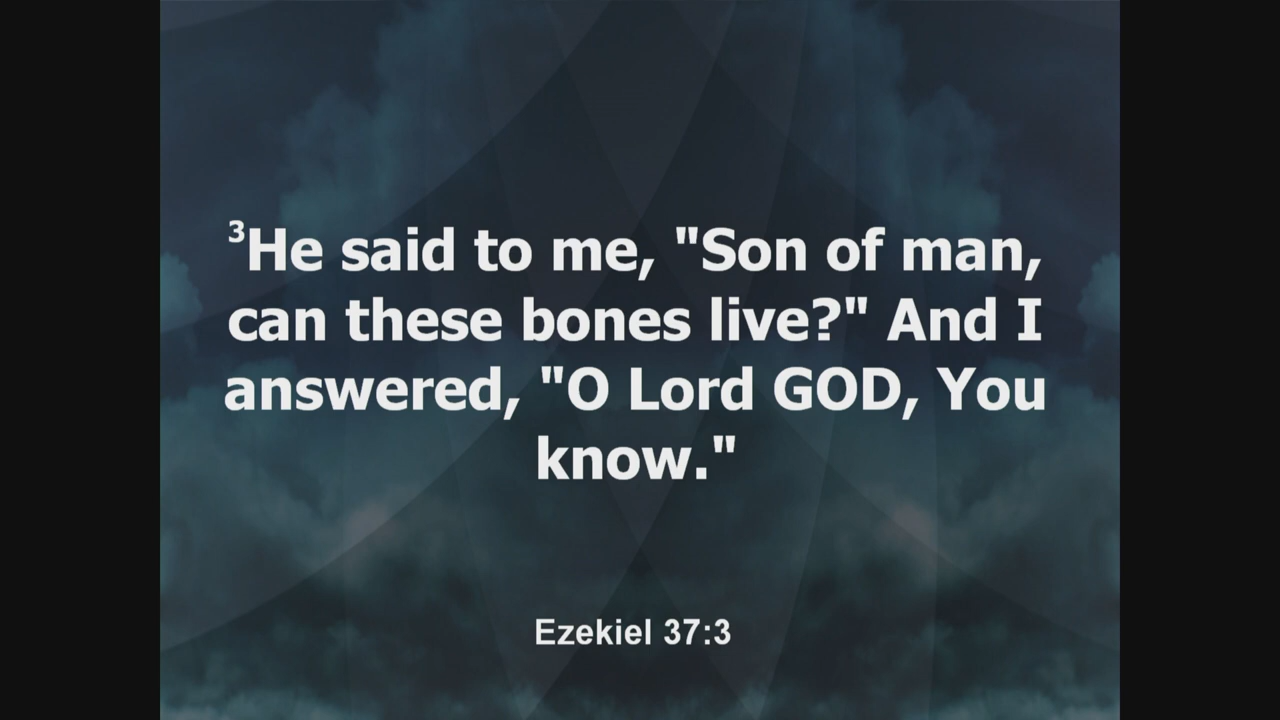 ³He said to me, "Son of man,
can these bones live?" And I
answered, "O Lord GOD, You
know."
Ezekiel 37:3